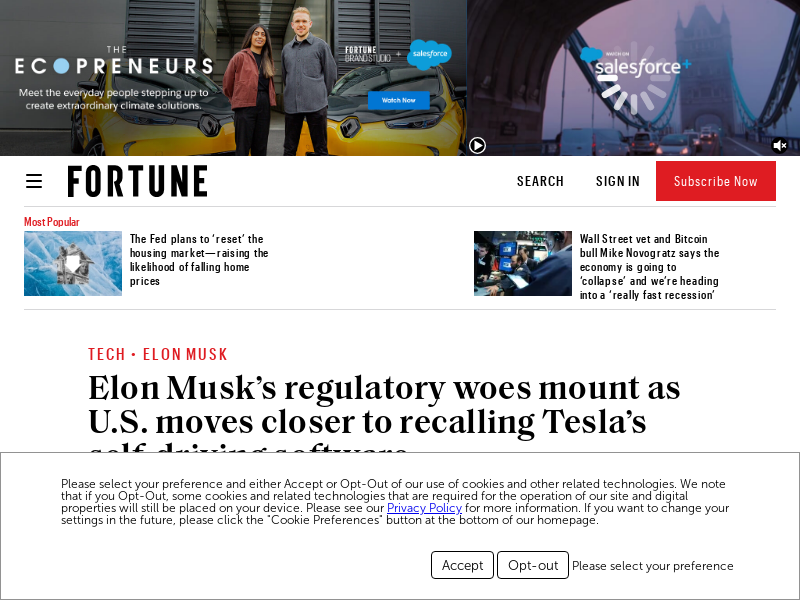 THE
ECOPRENEURS
Meet the everyday people stepping up to
create extraordinary climate solutions.
FORTUNE
BRAND STUDIO
+
salesforce
Watch Now
WATCH ON
salesforce+
FORTUNE
SEARCH
SIGN IN
Subscribe Now
Most Popular
The Fed plans to ‘reset’ the
housing market—raising the
likelihood of falling home
prices
Wall Street vet and Bitcoin
bull Mike Novogratz says the
economy is going to
‘collapse’ and we’re heading
into a ‘really fast recession’
TECH • ELON MUSK
Elon Musk’s regulatory woes mount as
U.S. moves closer to recalling Tesla’s
self-driving software
Please select your preference and either Accept or Opt-Out of our use of cookies and other related technologies. We note
that if you Opt-Out, some cookies and related technologies that are required for the operation of our site and digital
properties will still be placed on your device. Please see our Privacy Policy for more information. If you want to change your
settings in the future, please click the "Cookie Preferences" button at the bottom of our homepage.
Accept
Opt-out
Please select your preference